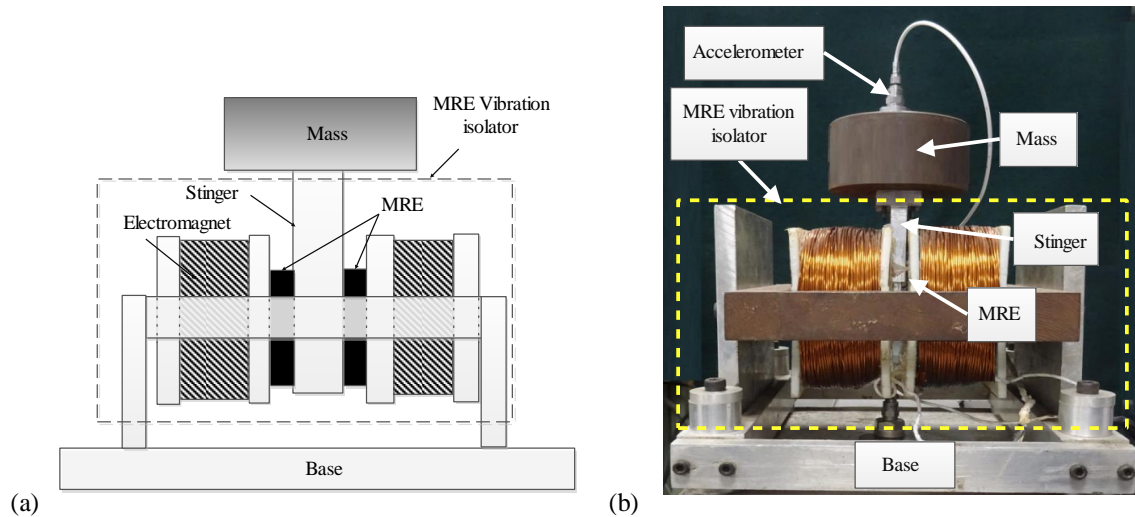 Mass
MRE Vibration
isolator
Stinger
MRE
Electromagnet
Base
(a)
Accelerometer
MRE vibration
isolator
Mass
Stinger
MRE
Base
(b)